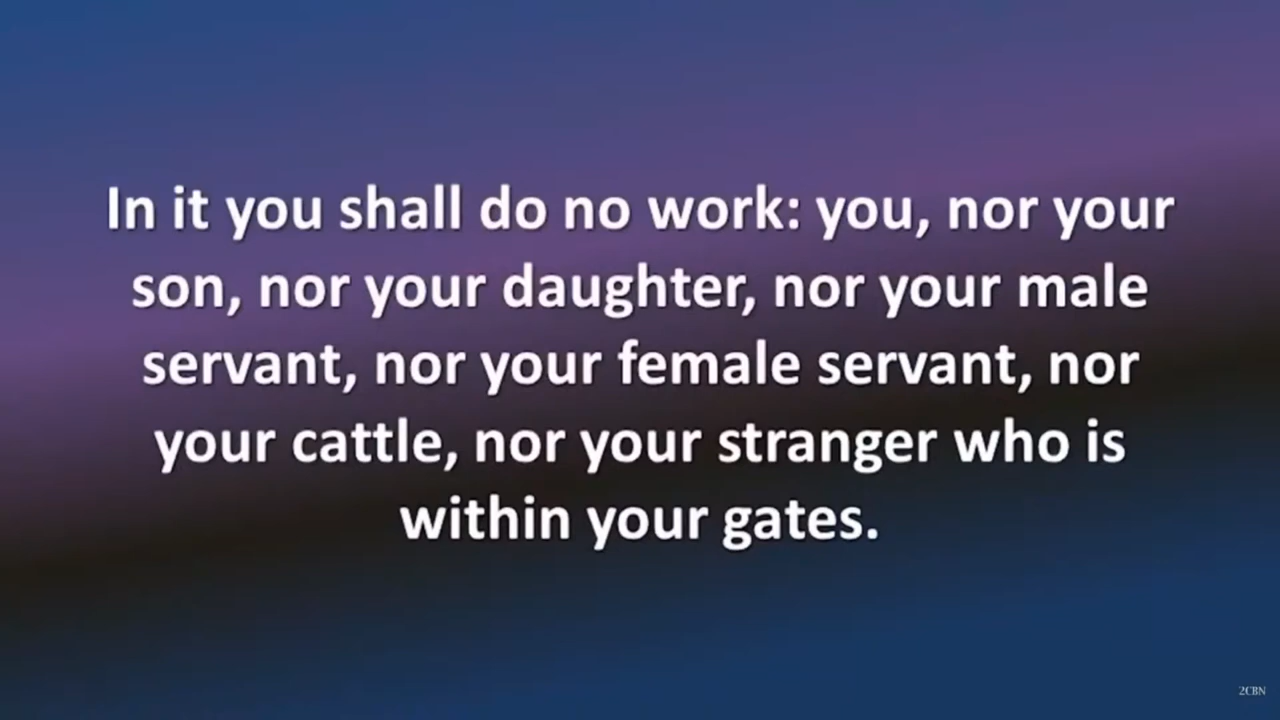 In it you shall do no work: you, nor your
son, nor your daughter, nor your male
servant, nor your female servant, nor
your cattle, nor your stranger who is
within your gates.
2CBN